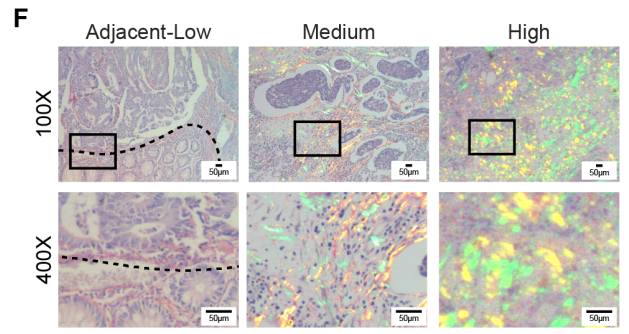 F
Adjacent-Low Medium High
100X
50μm 50μm 50μm
400X
50μm 50μm 50μm